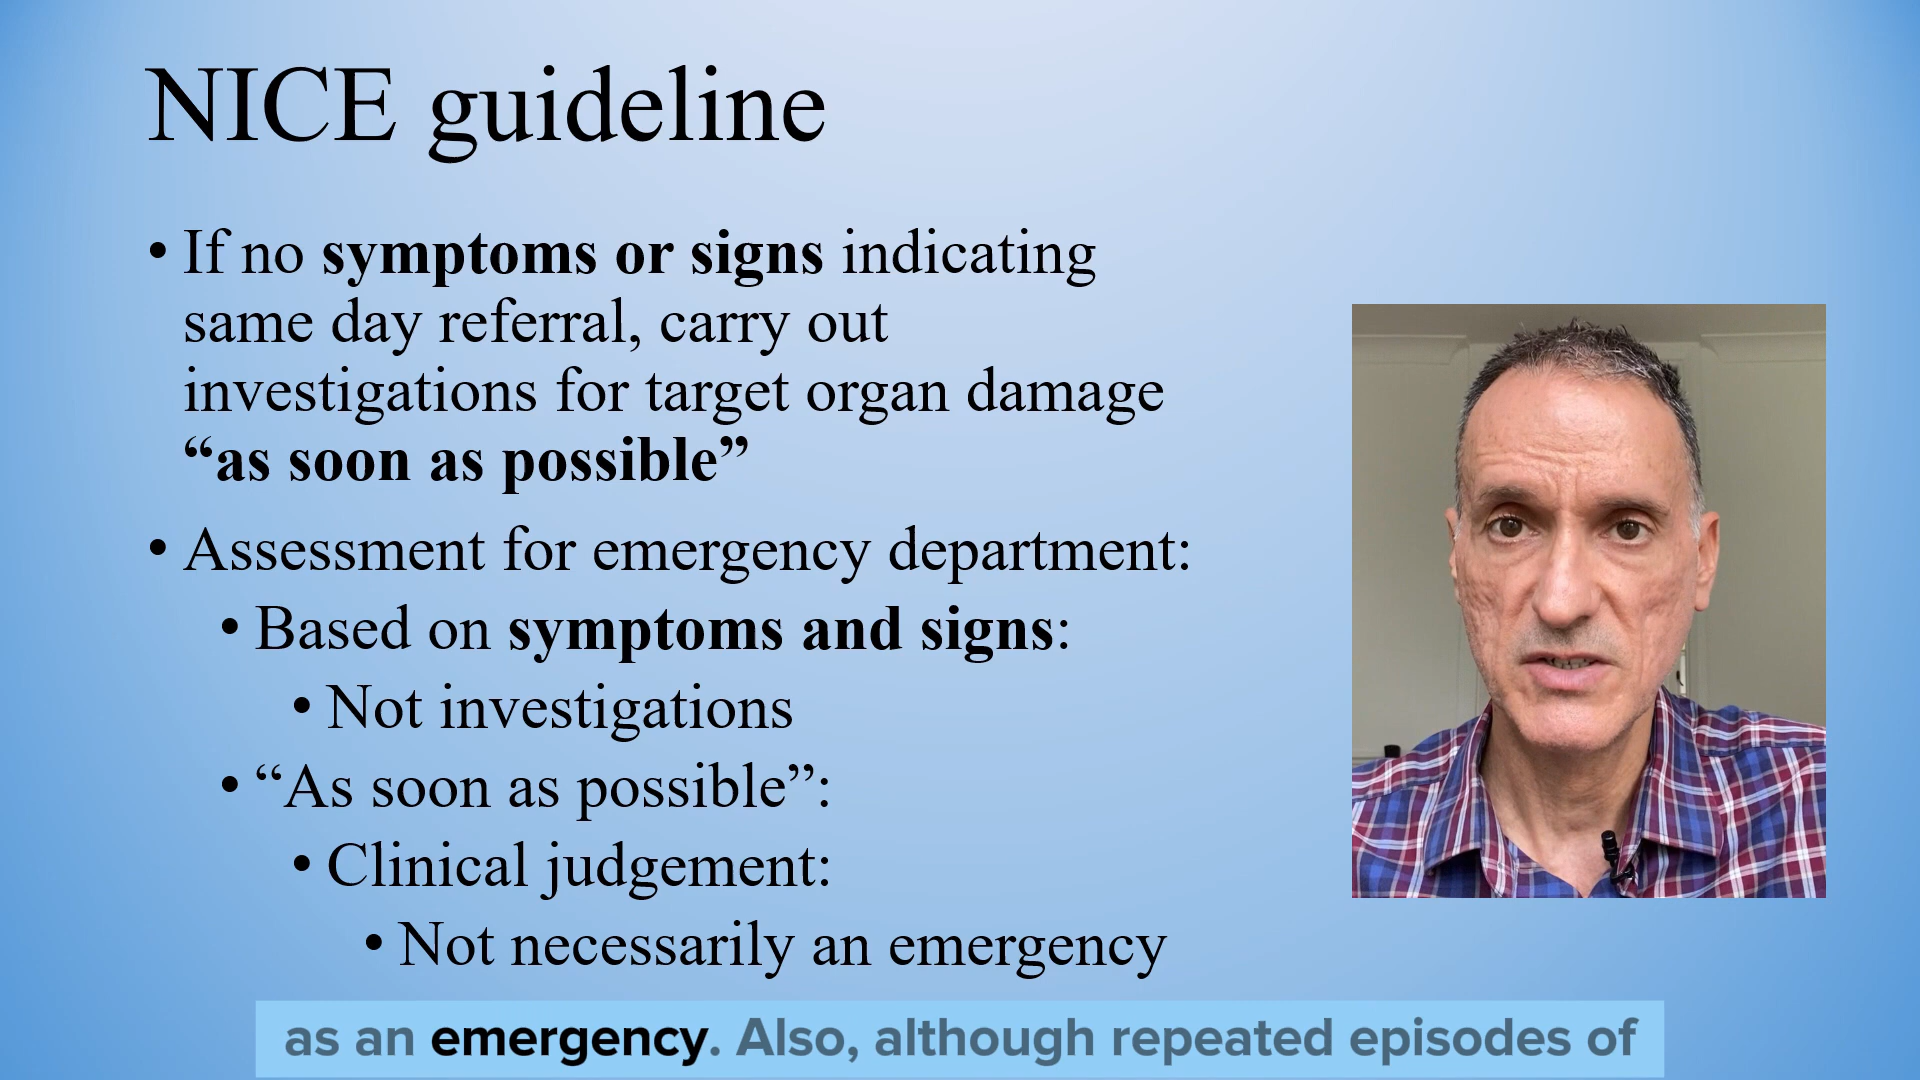 NICE guideline
• If no symptoms or signs indicating
same day referral, carry out
investigations for target organ damage
“as soon as possible”
• Assessment for emergency department:
• Based on symptoms and signs:
• Not investigations
• “As soon as possible”:
• Clinical judgement:
• Not necessarily an emergency
as an emergency. Also, although repeated episodes of